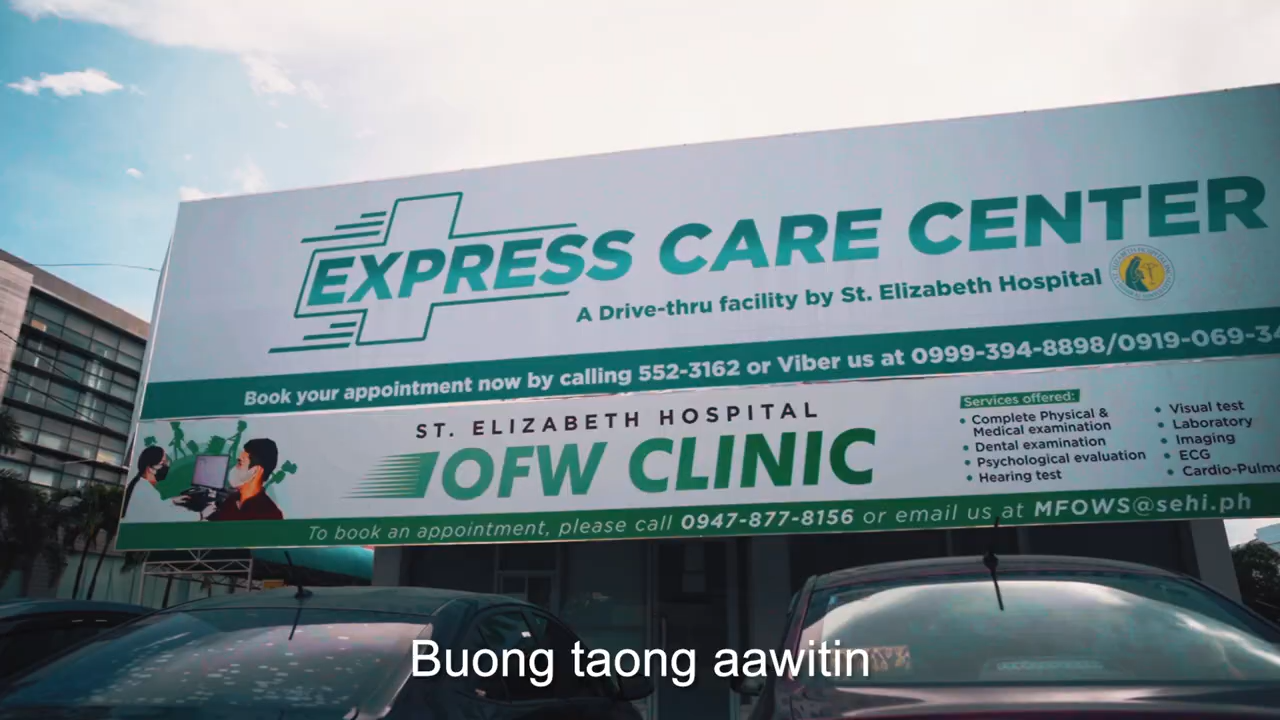 EXPRESS CARE CENTER
A Drive-thru facility by St. Elizabeth Hospital
Book your appointment now by calling 552-3162 or Viber us at 0999-394-8898/0919-069-34
ST. ELIZABETH HOSPITAL
OFW CLINIC
Services offered:
• Complete Physical &
Medical examination
• Dental examination
• Psychological evaluation
• Hearing test
• Visual test
• Laboratory
• Imaging
• ECG
• Cardio-Pulmo
To book an appointment, please call 0947-877-8156 or email us at MFOWS@sehi.ph
Buong taong aawitin